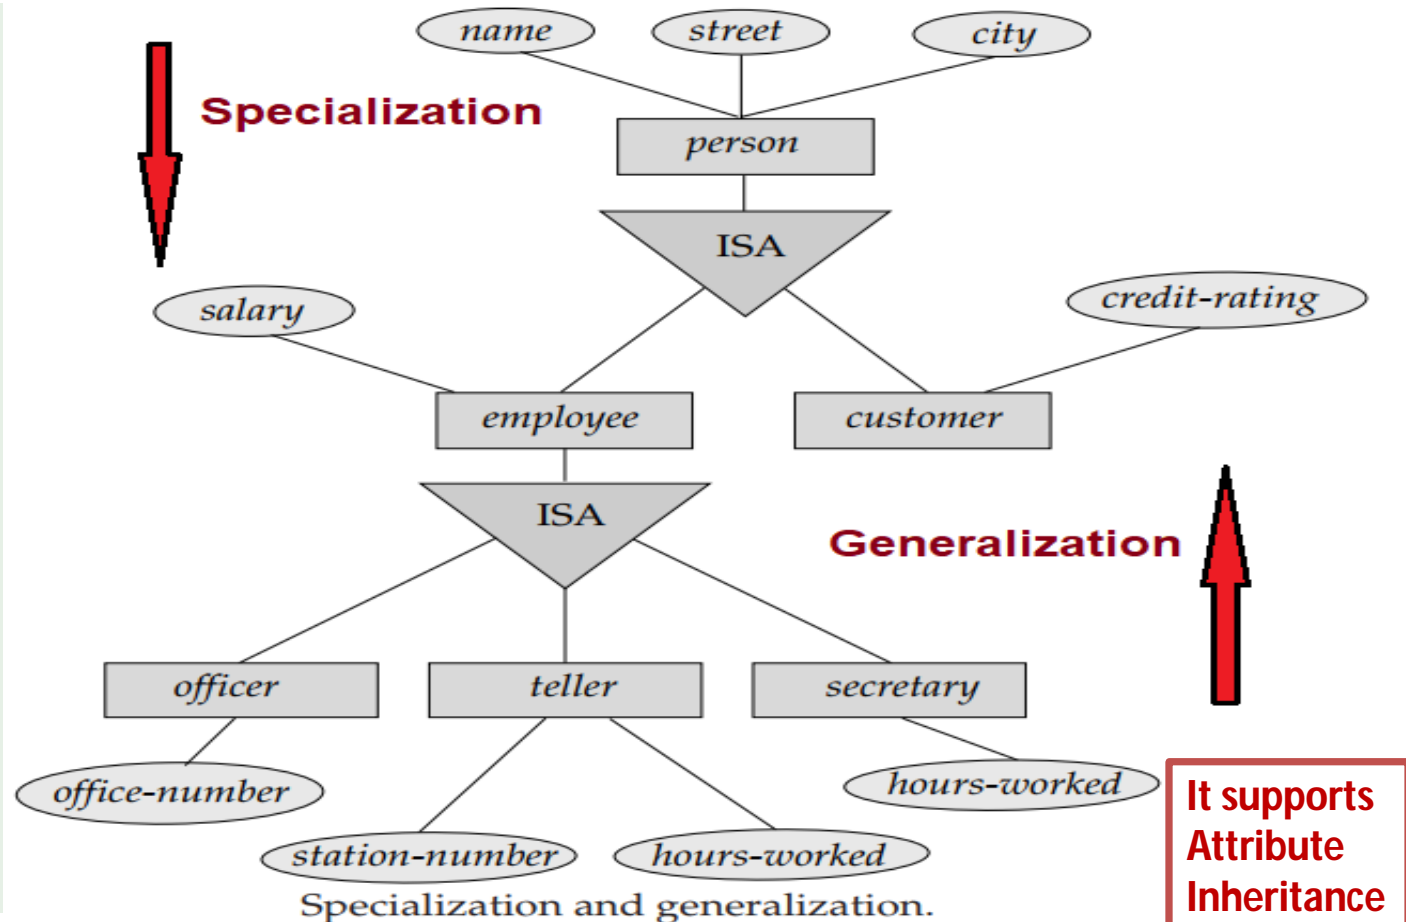 name
street
city
Specialization
person
ISA
salary
credit-rating
employee
customer
ISA
Generalization
officer
teller
secretary
office-number
hours-worked
station-number
hours-worked
It supports
Attribute
Inheritance
Specialization and generalization.